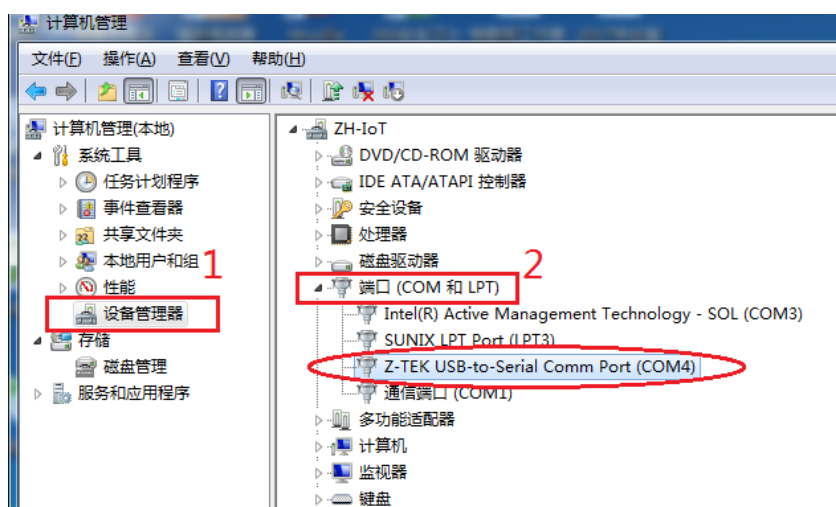 计算机管理
文件(F) 操作(A) 查看(V) 帮助(H)
计算机管理(本地)
系统工具
任务计划程序
事件查看器
共享文件夹
本地用户和组
1
性能
设备管理器
存储
磁盘管理
服务和应用程序
ZH-IoT
DVD/CD-ROM 驱动器
IDE ATA/ATAPI 控制器
安全设备
处理器
磁盘驱动器
2
端口 (COM 和 LPT)
Intel(R) Active Management Technology - SOL (COM3)
SUNIX LPT Port (LPT3)
Z-TEK USB-to-Serial Comm Port (COM4)
通信端口 (COM1)
多功能适配器
计算机
监视器
键盘